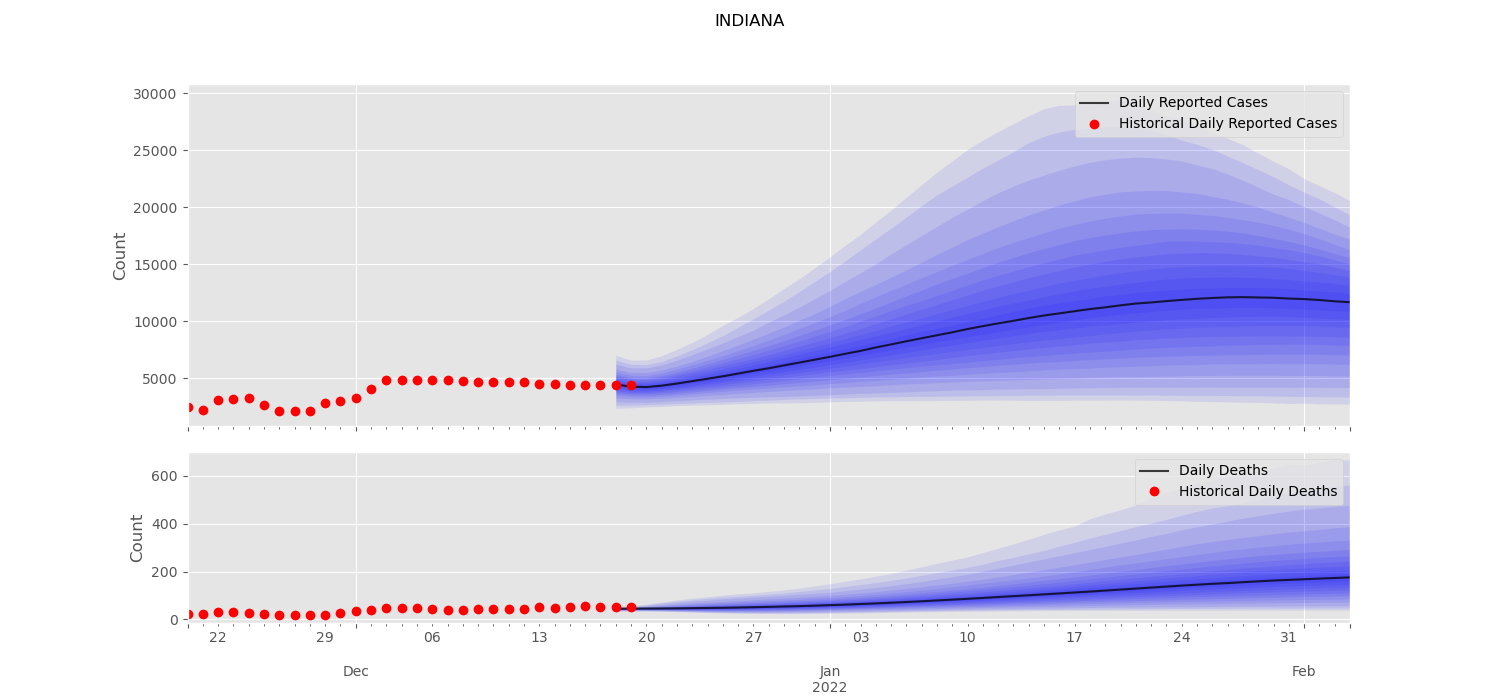 INDIANA
30000
25000
20000
15000
10000
5000
Count
Daily Reported Cases
Historical Daily Reported Cases
600
400
200
0
Count
Daily Deaths
Historical Daily Deaths
22 29 06 13 20 27 03 10 17 24 31
Dec Jan Feb
2022